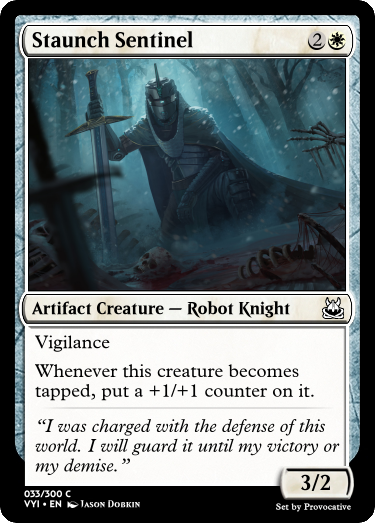 Staunch Sentinel 2
Artifact Creature — Robot Knight
Vigilance
Whenever this creature becomes
tapped, put a +1/+1 counter on it.
“I was charged with the defense of this
world. I will guard it until my victory or
my demise.”
3/2
033/300 C
VYI • EN Jason Dobkin
Set by Provocative